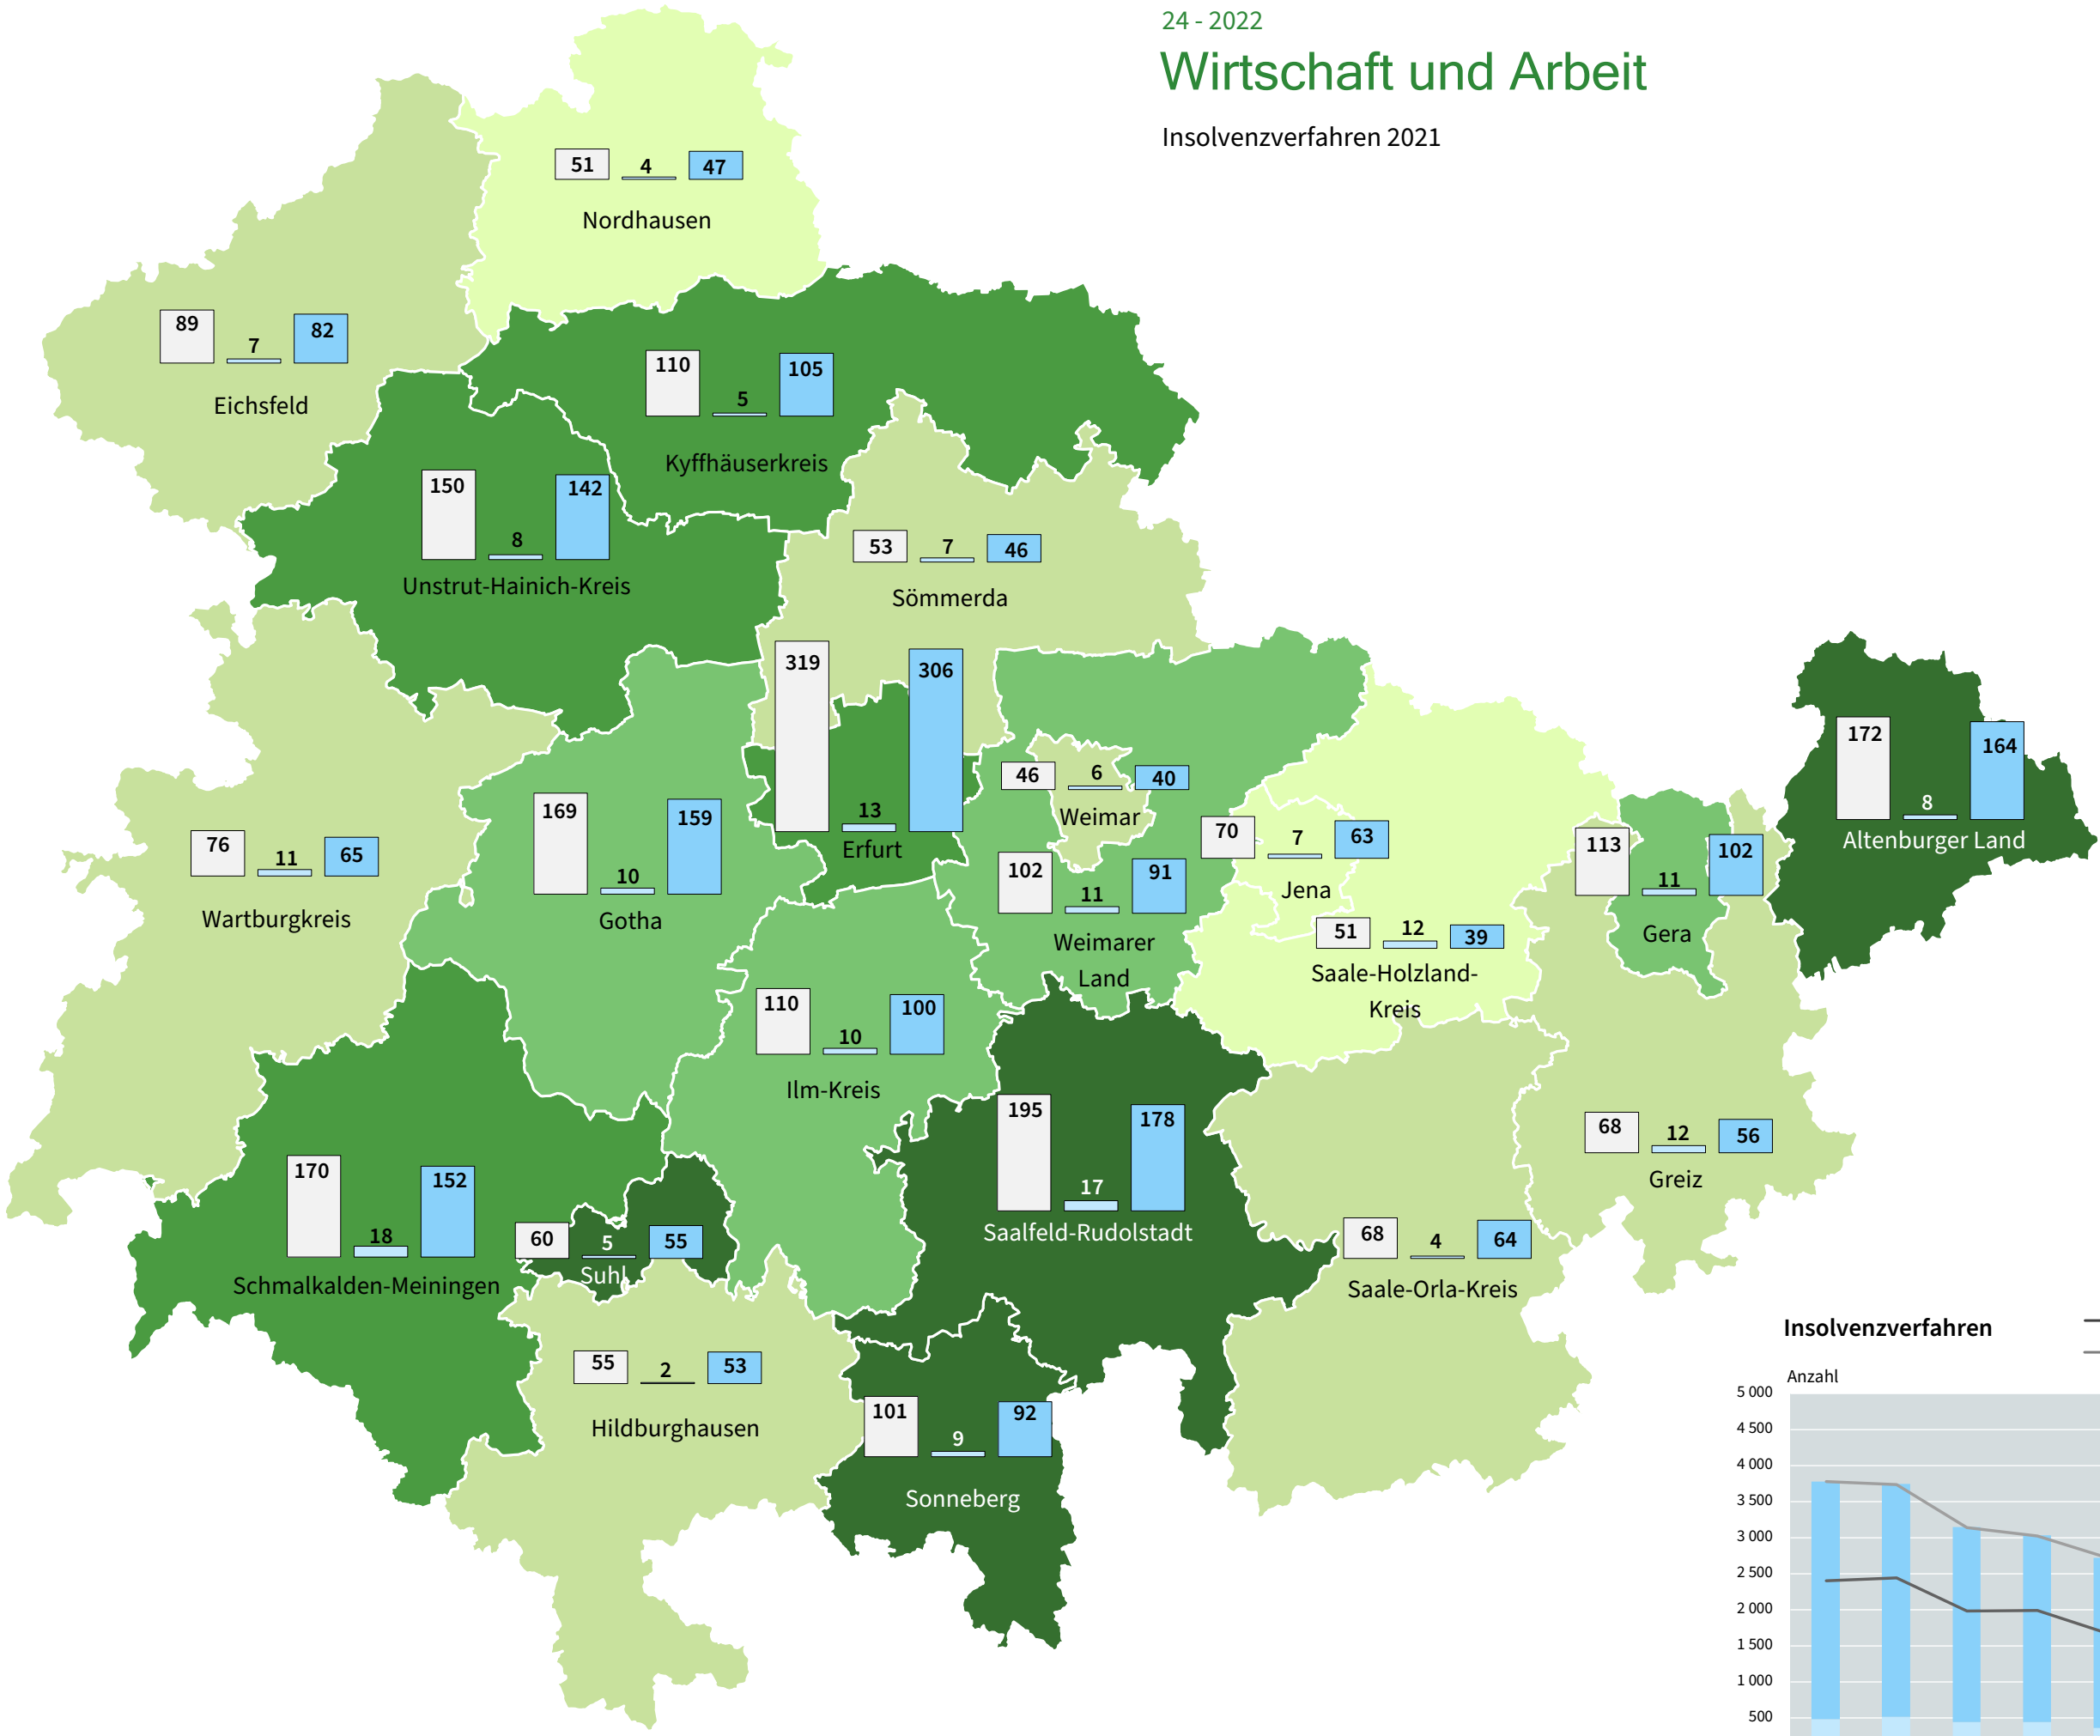 24 - 2022
Wirtschaft und Arbeit
Insolvenzverfahren 2021
51 4 47
Nordhausen
89 7 82
Eichsfeld
110 5 105
Kyffhäuserkreis
150 8 142
Unstrut-Hainich-Kreis
53 7 46
Sömmerda
319 13 306
Erfurt
46 6 40
Weimar
172 8 164
Altenburger Land
76 11 65
Wartburgkreis
169 10 159
Gotha
102 11 91
Weimarer
Land
70 7 63
Jena
113 11 102
Gera
51 12 39
Saale-Holzland-
Kreis
110 10 100
Ilm-Kreis
195 17 178
Saalfeld-Rudolstadt
68 12 56
Greiz
170 18 152
Schmalkalden-Meiningen
60 5 55
Suhl
68 4 64
Saale-Orla-Kreis
55 2 53
Hildburghausen
101 9 92
Sonneberg
Insolvenzverfahren
Anzahl
5 000
4 500
4 000
3 500
3 000
2 500
2 000
1 500
1 000
500